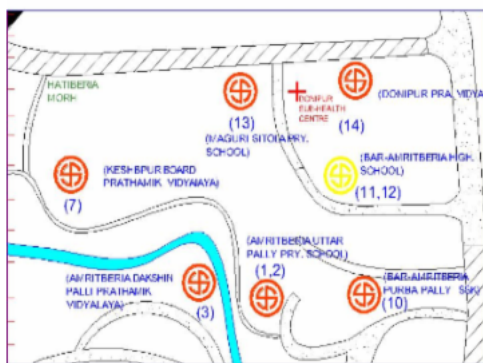 HATIBERIA
MORH
(13)
(MAGURI SITOLA PRY.
SCHOOL)
DONIPUR
SUB-HEALTH
CENTRE
(DONIPUR PRA. VIDYA
(14)
(KESHBPUR BOARD
PRATHAMIK VIDYALAYA)
(7)
(BAR-AMRITBERIA HIGH.
SCHOOL)
(11,12)
(AMRITBERIA UTTAR
PALLY PRY. SCHOOL)
(1,2)
(AMRITBERIA DAKSHIN
PALLI PRATHAMIK
VIDYALAYA)
(3)
(BAR-AMRITBERIA
PURBA PALLY SSK)
(10)